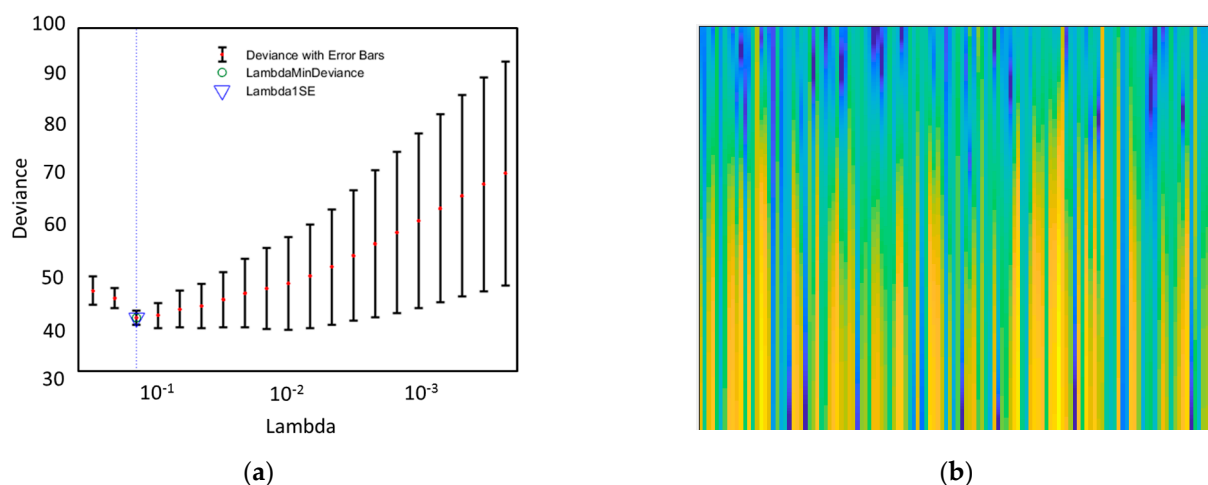 100
90
80
70
60
50
40
30
Deviance
Deviance with Error Bars
LambdaMinDeviance
Lambda1SE
10-1
10-2
10-3
Lambda
(a)
(b)